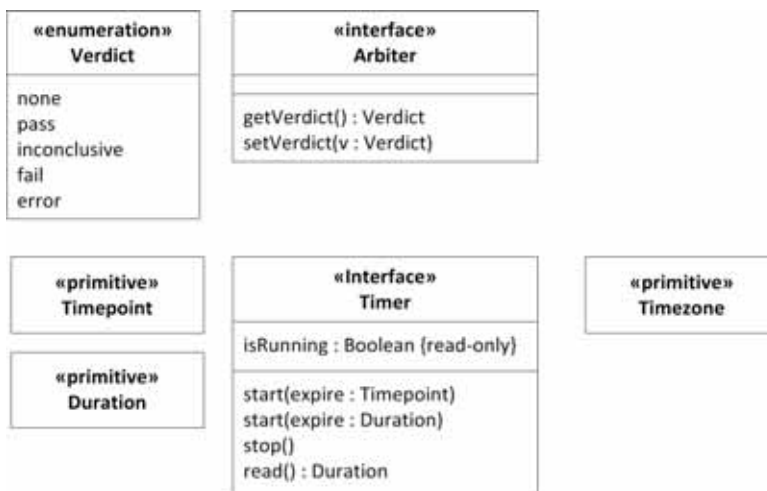 «enumeration»
Verdict
none
pass
inconclusive
fail
error
«interface»
Arbiter
getVerdict() : Verdict
setVerdict(v : Verdict)
«primitive»
Timepoint
«primitive»
Duration
«Interface»
Timer
isRunning : Boolean {read-only}
start(expire : Timepoint)
start(expire : Duration)
stop()
read() : Duration
«primitive»
Timezone